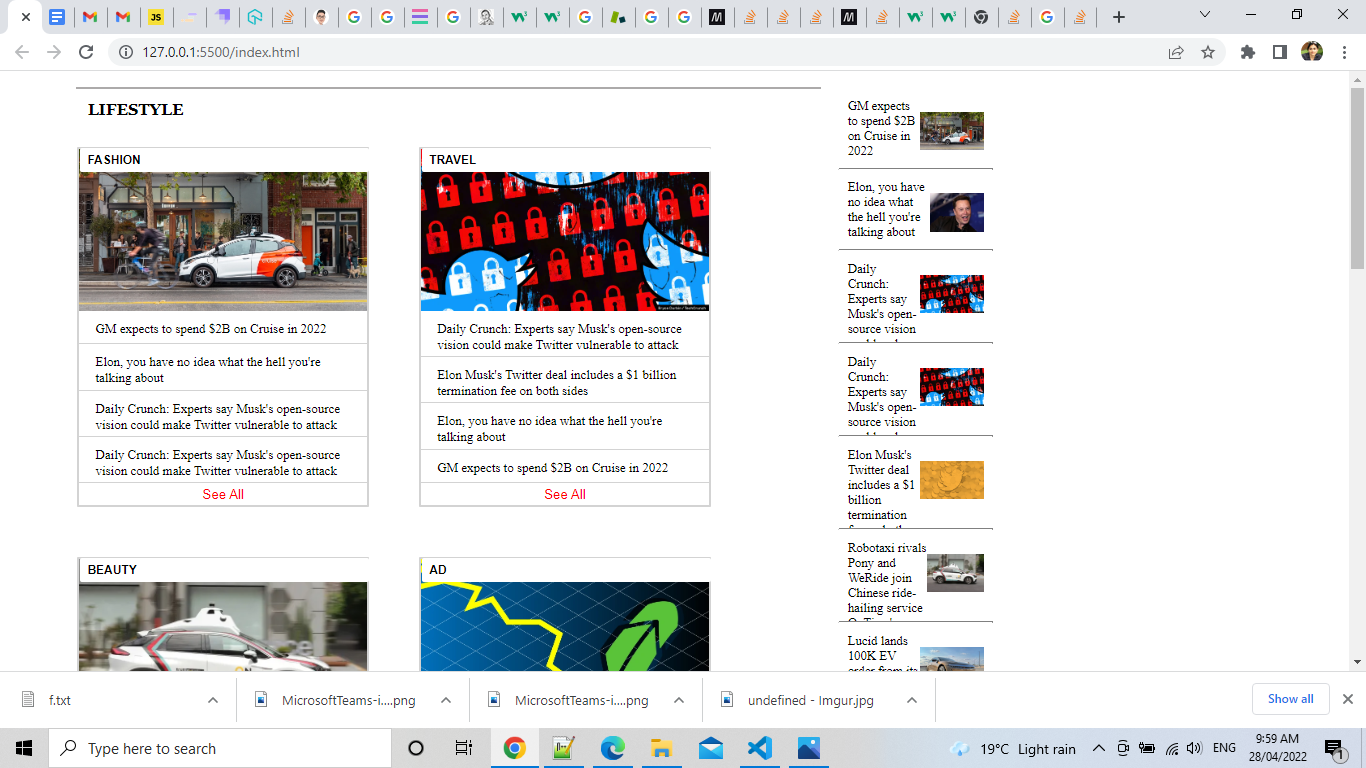 JS
127.0.0.1:5500/index.html
LIFESTYLE
FASHION
GM expects to spend $2B on Cruise in 2022
Elon, you have no idea what the hell you're
talking about
Daily Crunch: Experts say Musk's open-source
vision could make Twitter vulnerable to attack
Daily Crunch: Experts say Musk's open-source
vision could make Twitter vulnerable to attack
See All
TRAVEL
Daily Crunch: Experts say Musk's open-source
vision could make Twitter vulnerable to attack
Elon Musk's Twitter deal includes a $1 billion
termination fee on both sides
Elon, you have no idea what the hell you're
talking about
GM expects to spend $2B on Cruise in 2022
See All
BEAUTY
AD
GM expects
to spend $2B
on Cruise in
2022
Elon, you have
no idea what
the hell you're
talking about
Daily
Crunch:
Experts say
Musk's open-
source vision
Daily
Crunch:
Experts say
Musk's open-
source vision
Elon Musk's
Twitter deal
includes a $1
billion
termination
Robotaxi rivals
Pony and
WeRide join
Chinese ride-
hailing service
Lucid lands
100K EV
order from its
f.txt
MicrosoftTeams-i....png
MicrosoftTeams-i....png
undefined - Imgur.jpg
Show all
Type here to search
19°C Light rain
ENG
9:59 AM
28/04/2022
1